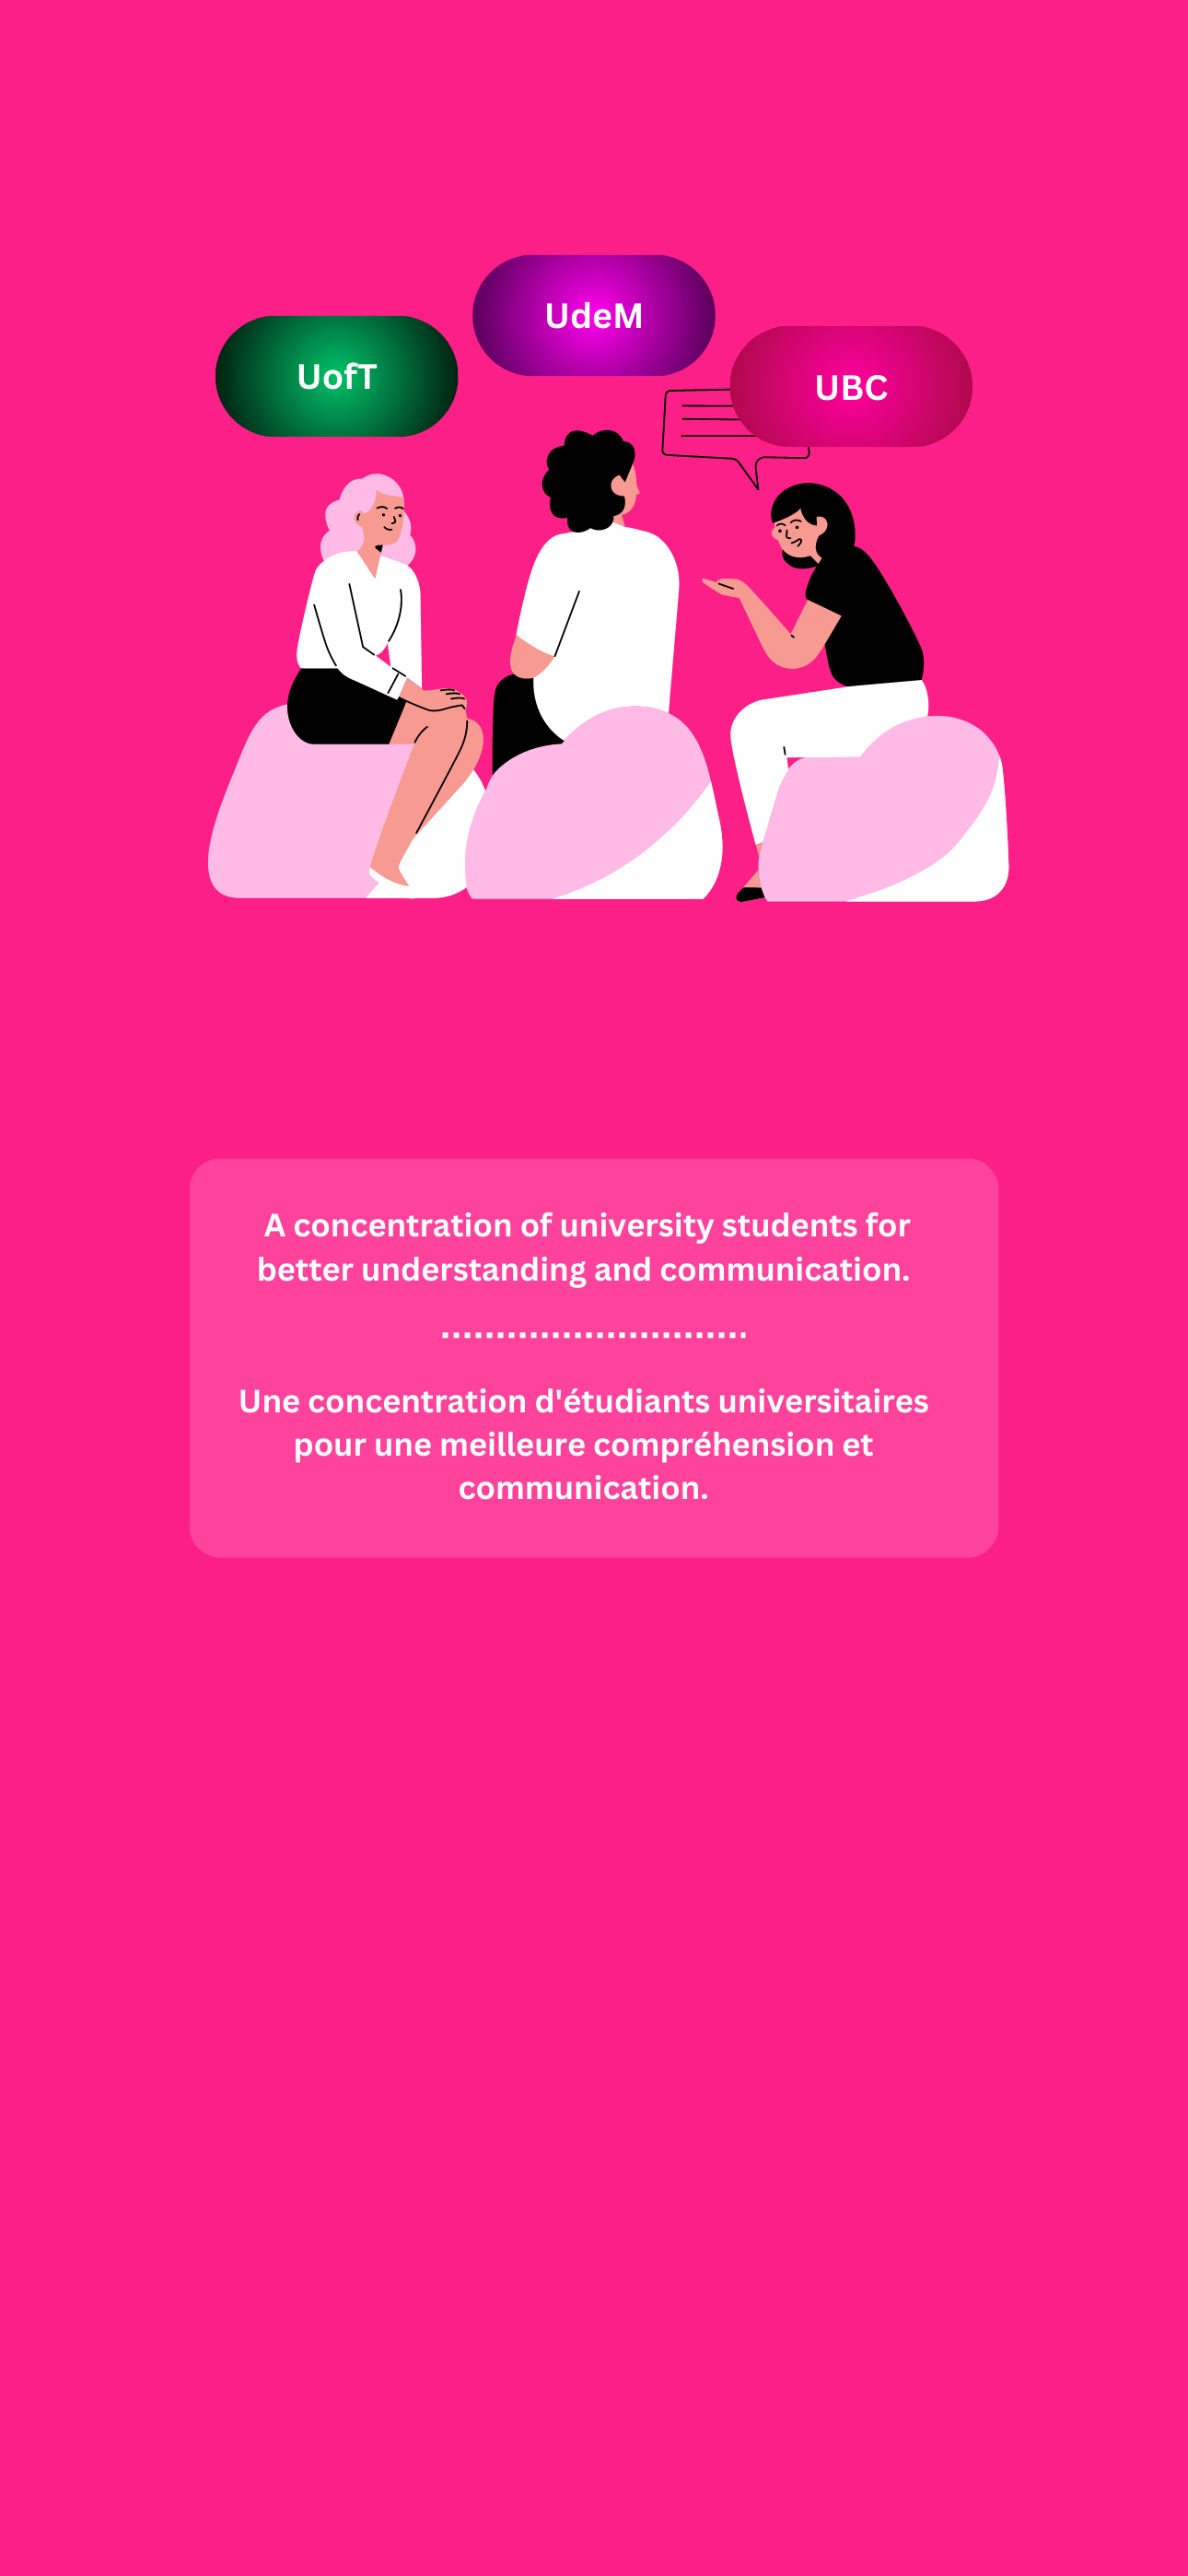 UdeM
UofT
UBC
A concentration of university students for
better understanding and communication.
............................
Une concentration d'étudiants universitaires
pour une meilleure compréhension et
communication.